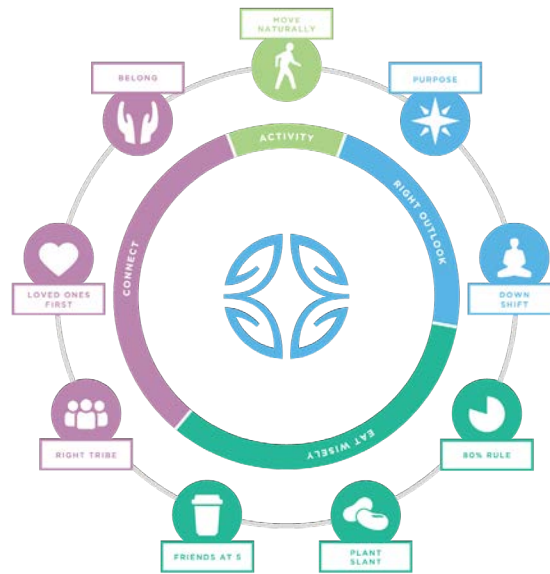 MOVE
NATURALLY
BELONG
PURPOSE
ACTIVITY
RIGHT OUTLOOK
CONNECT
LOVED ONES
FIRST
DOWN
SHIFT
EAT WISELY
RIGHT TRIBE
80% RULE
FRIENDS AT 5
PLANT
SLANT